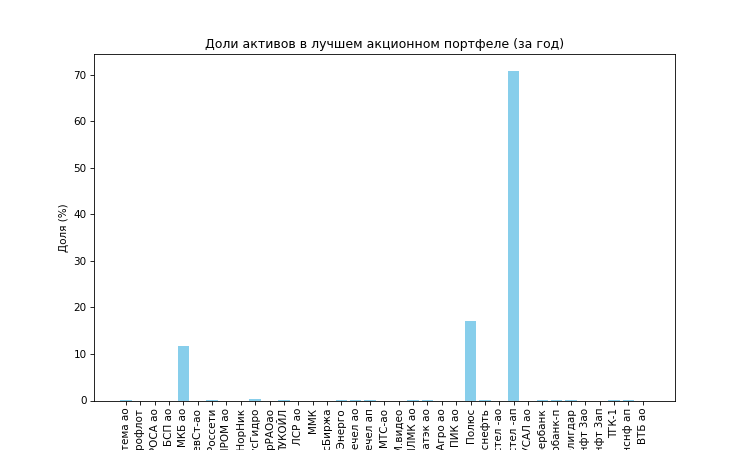 Доли активов в лучшем акционном портфеле (за год)
Доля (%)
70
60
50
40
30
20
10
0
тема ао
рофлот
РОСА ао
БСП ао
МКБ ао
евСт-ао
Россети
ПРОМ ао
НорНик
сГидро
рРАОао
ЛУКОЙЛ
ЛСР ао
ММК
сБиржа
Энерго
ечел ао
ечел ап
МТС-ао
М.видео
ЛМК ао
атэк ао
Агро ао
ПИК ао
Полюс
снефть
стел -ао
стел -ап
УСАЛ ао
ербанк
рбанк-п
лигдар
нфт 3ао
нфт 3ап
ТГК-1
нснф ап
ВТБ ао